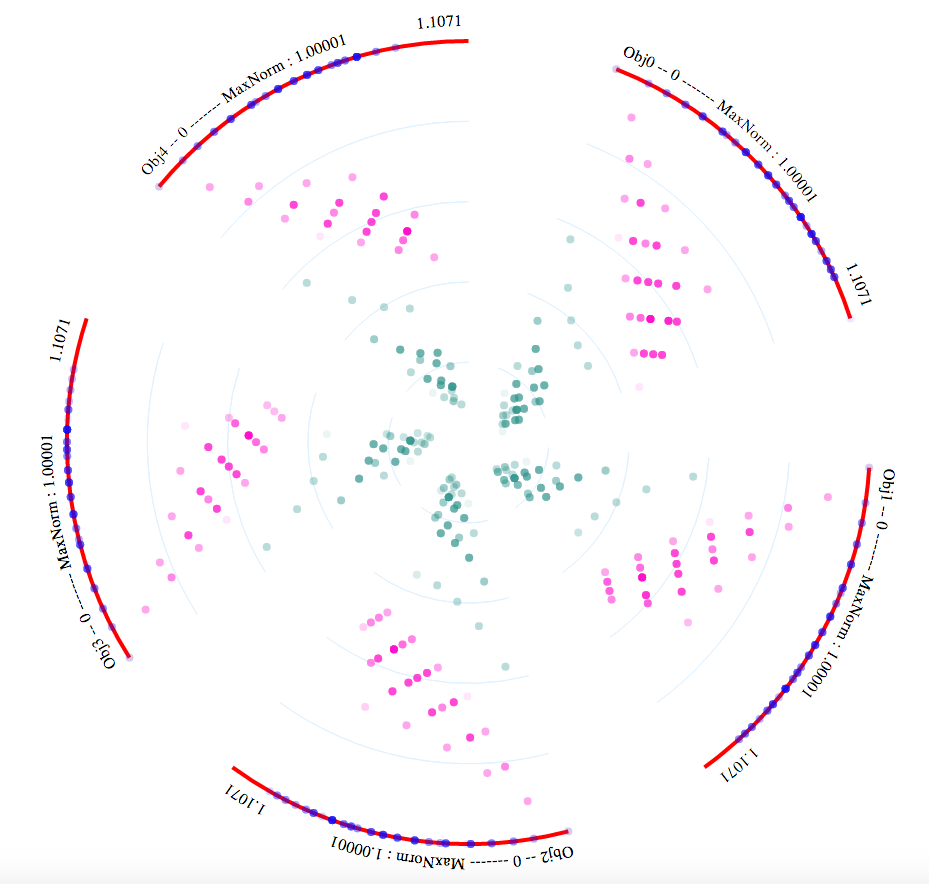 1.1071
Obj4 -- 0 ------- MaxNorm : 1.00001
Obj0 -- 0 ------- MaxNorm : 1.00001
1.1071
1.1071
Obj3 -- 0 ------- MaxNorm : 1.00001
Obj1 -- 0 ------- MaxNorm : 1.00001
1.1071
1.1071
Obj2 -- 0 ------- MaxNorm : 1.00001